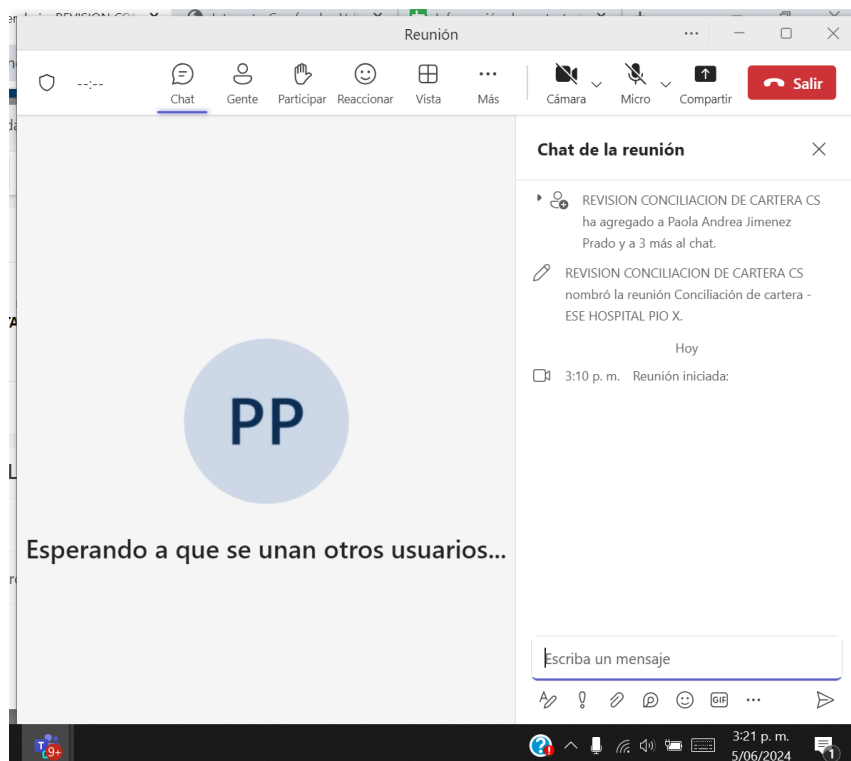 Reunión
--:--
Chat
Gente
Participar
Reaccionar
Vista
Más
Cámara
Micro
Compartir
Salir
Chat de la reunión
REVISION CONCILIACION DE CARTERA CS
ha agregado a Paola Andrea Jimenez
Prado y a 3 más al chat.
REVISION CONCILIACION DE CARTERA CS
nombró la reunión Conciliación de cartera -
ESE HOSPITAL PIO X.
Hoy
3:10 p. m. Reunión iniciada:
PP
Esperando a que se unan otros usuarios...
Escriba un mensaje
GIF
T
9+
3:21 p. m.
5/06/2024
1